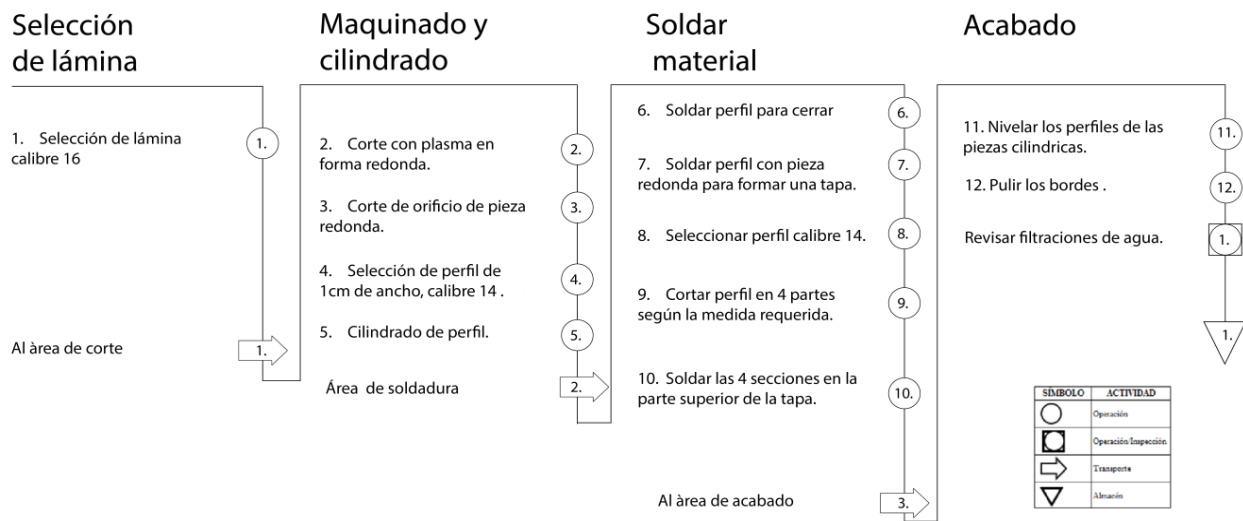 Selección
de lámina
1. Selección de lámina
calibre 16
1.
Al àrea de corte
1.
Maquinado y
cilindrado
2. Corte con plasma en
forma redonda.
2.
3. Corte de orificio de pieza
redonda.
3.
4. Selección de perfil de
1cm de ancho, calibre 14 .
4.
5. Cilindrado de perfil.
5.
Área de soldadura
2.
Soldar
material
6. Soldar perfil para cerrar
6.
7. Soldar perfil con pieza
redonda para formar una tapa.
7.
8. Seleccionar perfil calibre 14.
8.
9. Cortar perfil en 4 partes
según la medida requerida.
9.
10. Soldar las 4 secciones en la
parte superior de la tapa.
10.
Al àrea de acabado
3.
Acabado
11. Nivelar los perfiles de las
piezas cilindricas.
11.
12. Pulir los bordes .
12.
Revisar filtraciones de agua.
1.
1.
SÍMBOLO ACTIVIDAD
Operación
Operación/Inspección
Transporte
Almacén